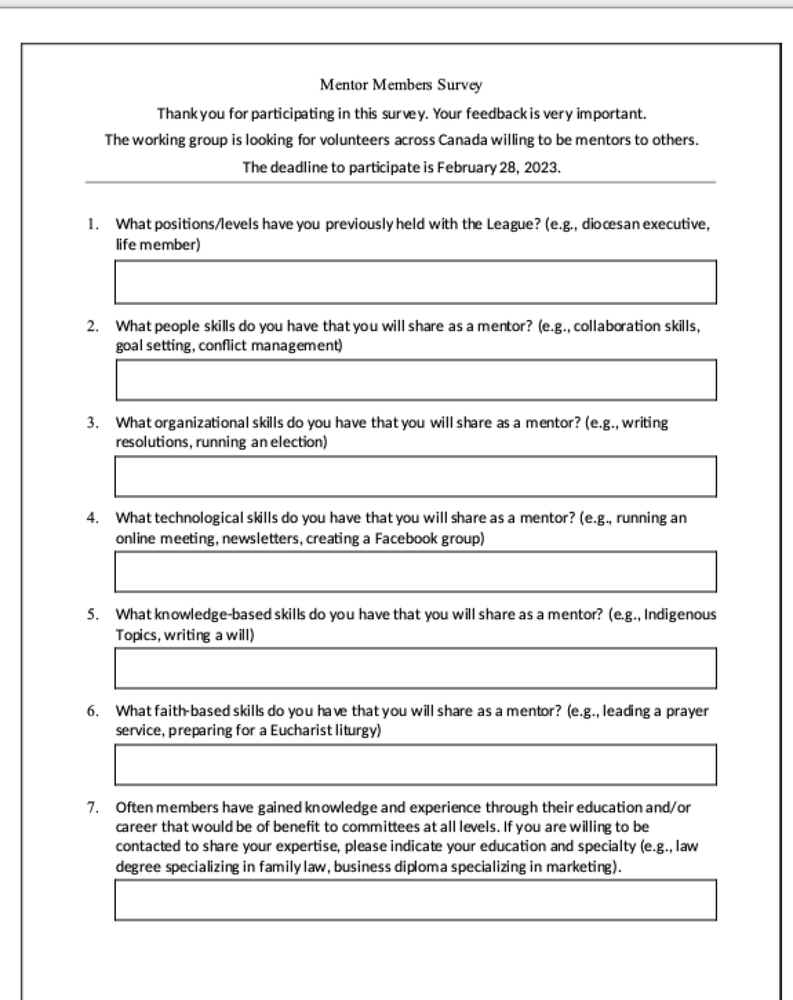 Mentor Members Survey
Thank you for participating in this survey. Your feedback is very important.
The working group is looking for volunteers across Canada willing to be mentors to others.
The deadline to participate is February 28, 2023.
1. What positions/levels have you previously held with the League? (e.g., diocesan executive,
life member)
2. What people skills do you have that you will share as a mentor? (e.g., collaboration skills,
goal setting, conflict management)
3. What organizational skills do you have that you will share as a mentor? (e.g., writing
resolutions, running an election)
4. What technological skills do you have that you will share as a mentor? (e.g., running an
online meeting, newsletters, creating a Facebook group)
5. What knowledge-based skills do you have that you will share as a mentor? (e.g., Indigenous
Topics, writing a will)
6. What faith-based skills do you have that you will share as a mentor? (e.g., leading a prayer
service, preparing for a Eucharist liturgy)
7. Often members have gained knowledge and experience through their education and/or
career that would be of benefit to committees at all levels. If you are willing to be
contacted to share your expertise, please indicate your education and specialty (e.g., law
degree specializing in family law, business diploma specializing in marketing).